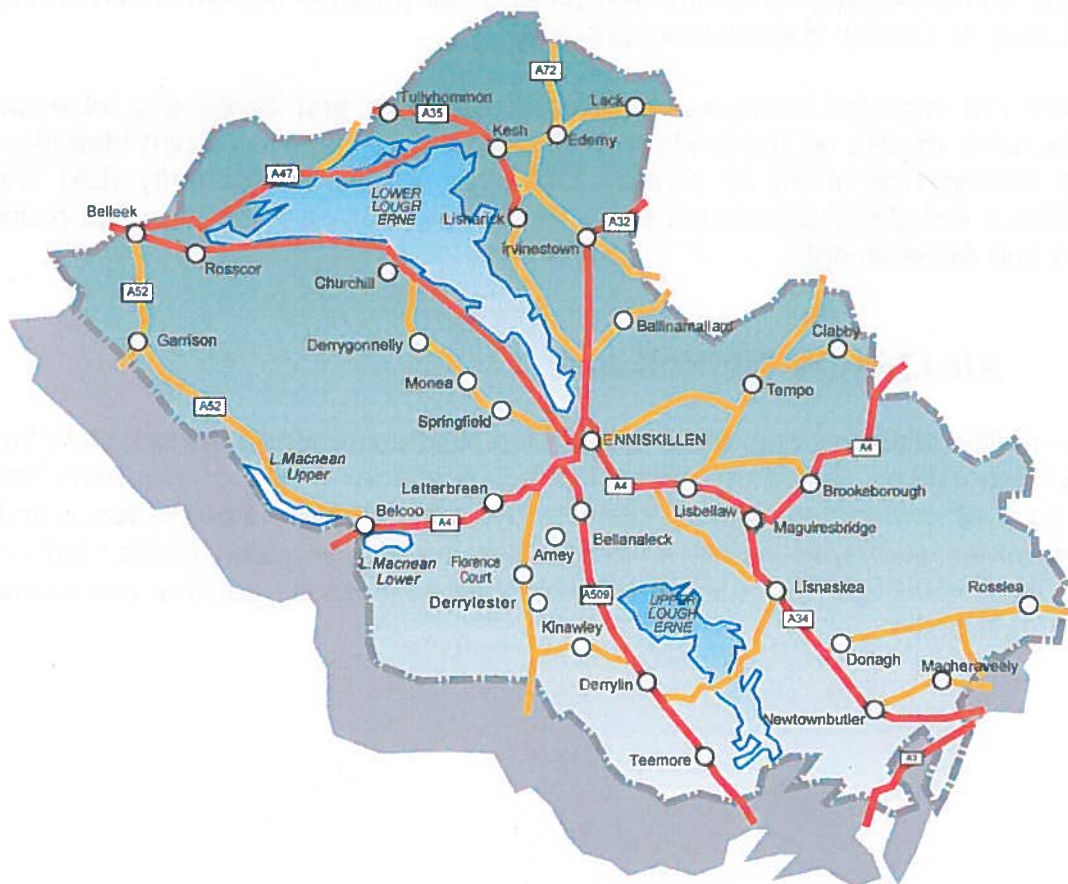 A72
Tullyhommon
A35
Lack
Kesh
Ederny
A47
LOWER
LOUGH
ERNE
Belleek
Lisnarick
A32
Irvinestown
Rosscor
Churchill
A52
Ballinamallard
Garrison
Clabby
Derrygonnelly
Tempo
Monea
A52
Springfield
ENNISKILLEN
A4
L.Macnean
Upper
Letterbreen
A4
Brookeborough
Lisbellaw
Belcoo
A4
Maguiresbridge
Bellanaleck
Arney
L.Macnean
Lower
Florence
Court
Lisnaskea
A509
UPPER
LOUGH
ERNE
Rosslea
Derrylester
A34
Kinawley
Donagh
Magheraveely
Derrylin
Newtownbutler
Teemore
A3